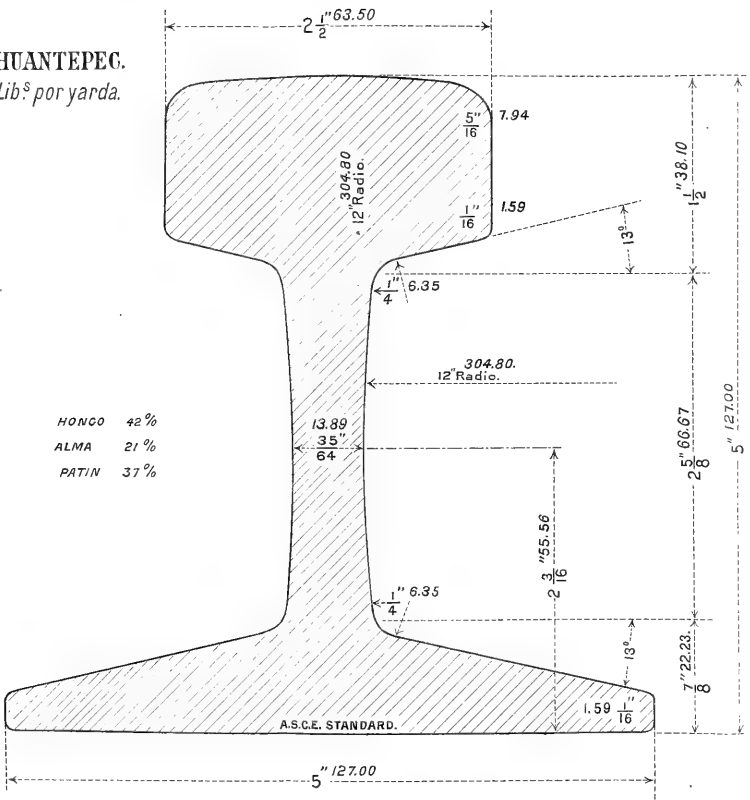 2 1/2" 63.50
HUANTEPEC.
Lib.s por yarda.
5/16" 7.94
304.80
12" Radio.
1 1/2" 38.10
1/16" 1.59
13°
1/4" 6.35
304.80.
12" Radio.
HONGO 42%
ALMA 21%
PATIN 37%
13.89
35/64"
2 5/8" 66.67
5" 127.00
2 3/16" 55.56
1/4" 6.35
13°
7/8" 22.23.
1.59 1/16"
A.S.C.E. STANDARD.
5" 127.00